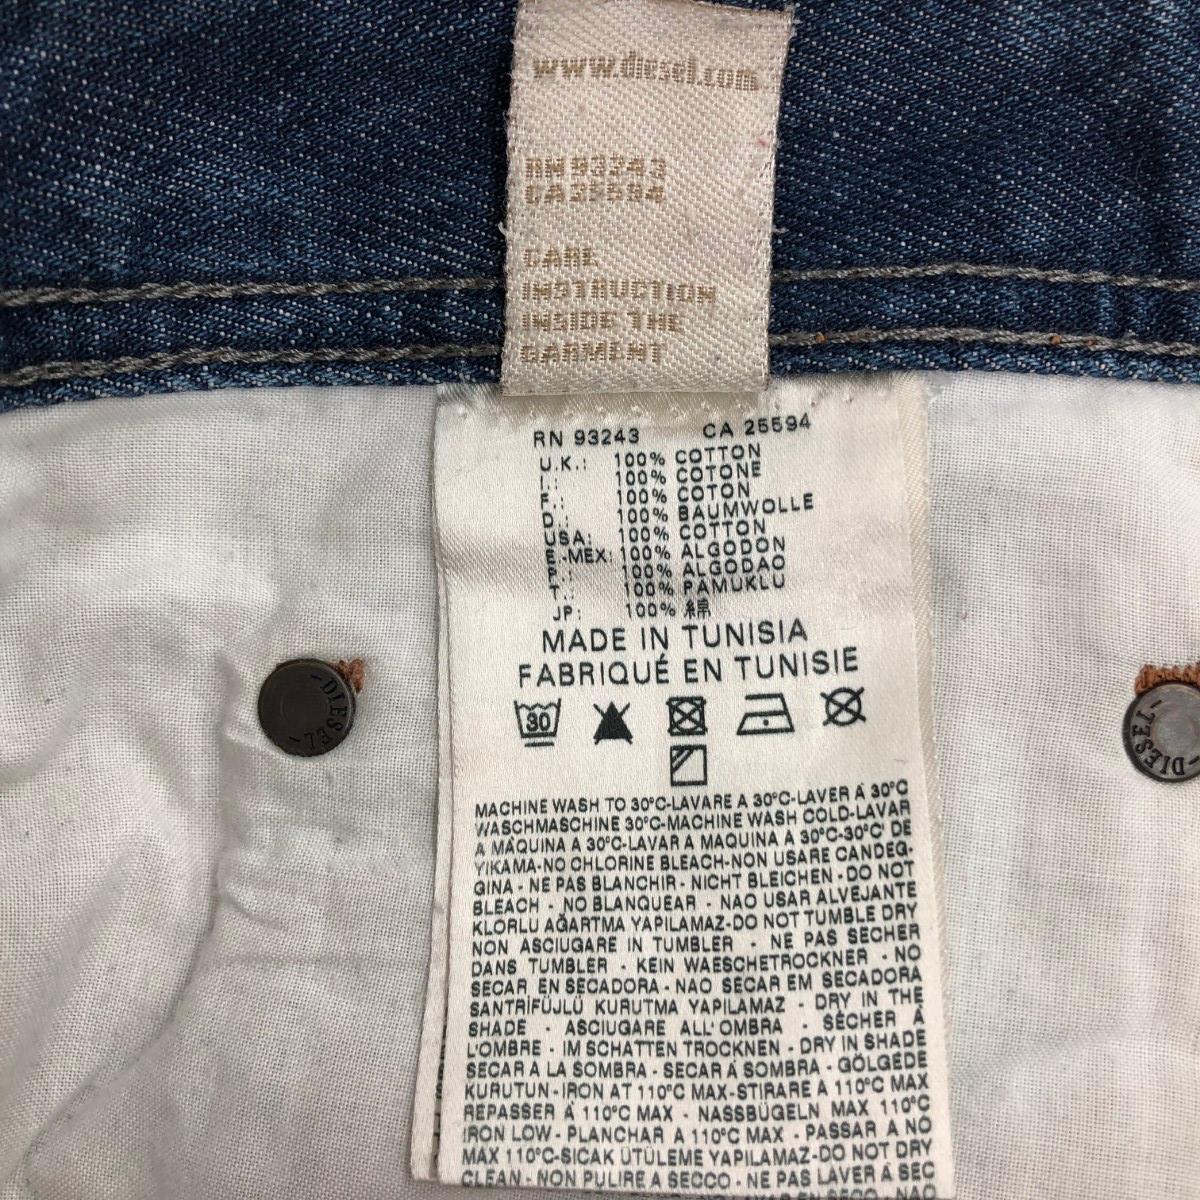 www.diesel.com
RN 93243
CA 25594
CARE
INSTRUCTION
INSIDE THE
GARMENT
RN 93243 CA 25594
U.K.: 100% COTTON
I.: 100% COTONE
F.: 100% COTON
D.: 100% BAUMWOLLE
USA: 100% COTTON
E-MEX: 100% ALGODON
P.: 100% ALGODAO
T.: 100% PAMUKLU
JP: 100% 綿
MADE IN TUNISIA
FABRIQUÉ EN TUNISIE
30
MACHINE WASH TO 30°C-LAVARE A 30°C-LAVER Á 30°C
WASCHMASCHINE 30°C-MACHINE WASH COLD-LAVAR
A MÁQUINA A 30°C-LAVAR A MAQUINA A 30°C-30°C' DE
YIKAMA-NO CHLORINE BLEACH-NON USARE CANDEG-
GINA - NE PAS BLANCHIR - NICHT BLEICHEN - DO NOT
BLEACH - NO BLANQUEAR - NAO USAR ALVEJANTE
KLORLU AĞARTMA YAPILAMAZ-DO NOT TUMBLE DRY
NON ASCIUGARE IN TUMBLER - NE PAS SECHER
DANS TUMBLER - KEIN WAESCHETROCKNER - NO
SECAR EN SECADORA - NAO SECAR EM SECADORA
SANTRİFÜJLÜ KURUTMA YAPILAMAZ - DRY IN THE
SHADE - ASCIUGARE ALL'OMBRA - SÉCHER Á
L'OMBRE - IM SCHATTEN TROCKNEN - DRY IN SHADE
SECAR A LA SOMBRA - SECAR Á SOMBRA - GÖLGEDE
KURUTUN-IRON AT 110°C MAX-STIRARE A 110°C MAX
REPASSER Á 110°C MAX - NASSBÜGELN MAX 110°C
IRON LOW - PLANCHAR A 110°C MAX - PASSAR A NO
MAX 110°C-SICAK ÜTÜLEME YAPILAMAZ-DO NOT DRY
CLEAN - NON PULIRE A SECCO - NE PAS LAVER Á SEC
-DIESEL-
-DIESEL-